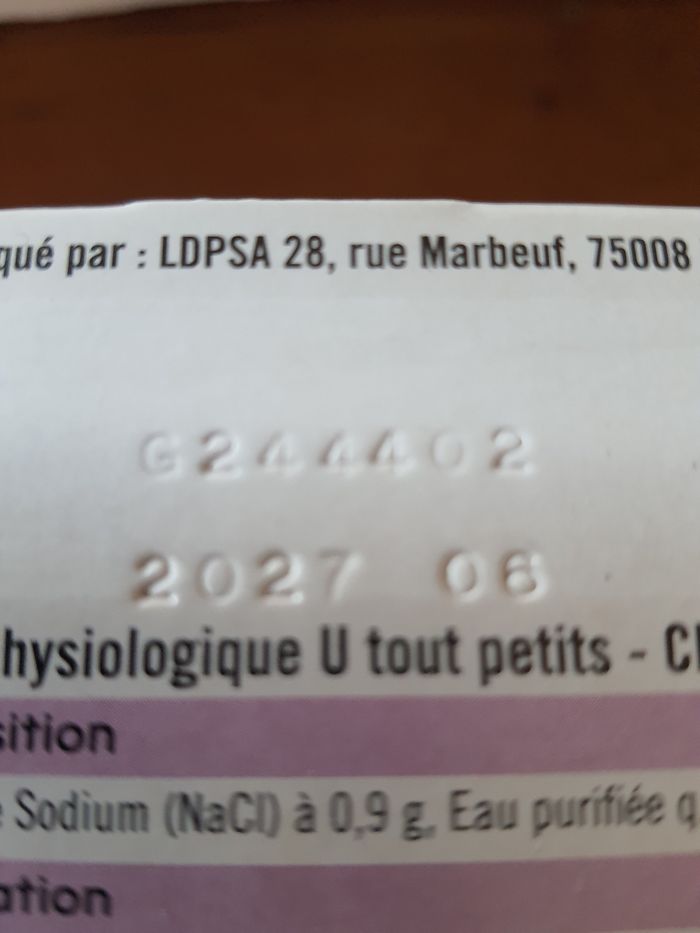 qué par : LDPSA 28, rue Marbeuf, 75008
G244402
2027 06
hysiologique U tout petits - C
sition
e Sodium (NaCl) à 0,9 g, Eau purifiée q
ation